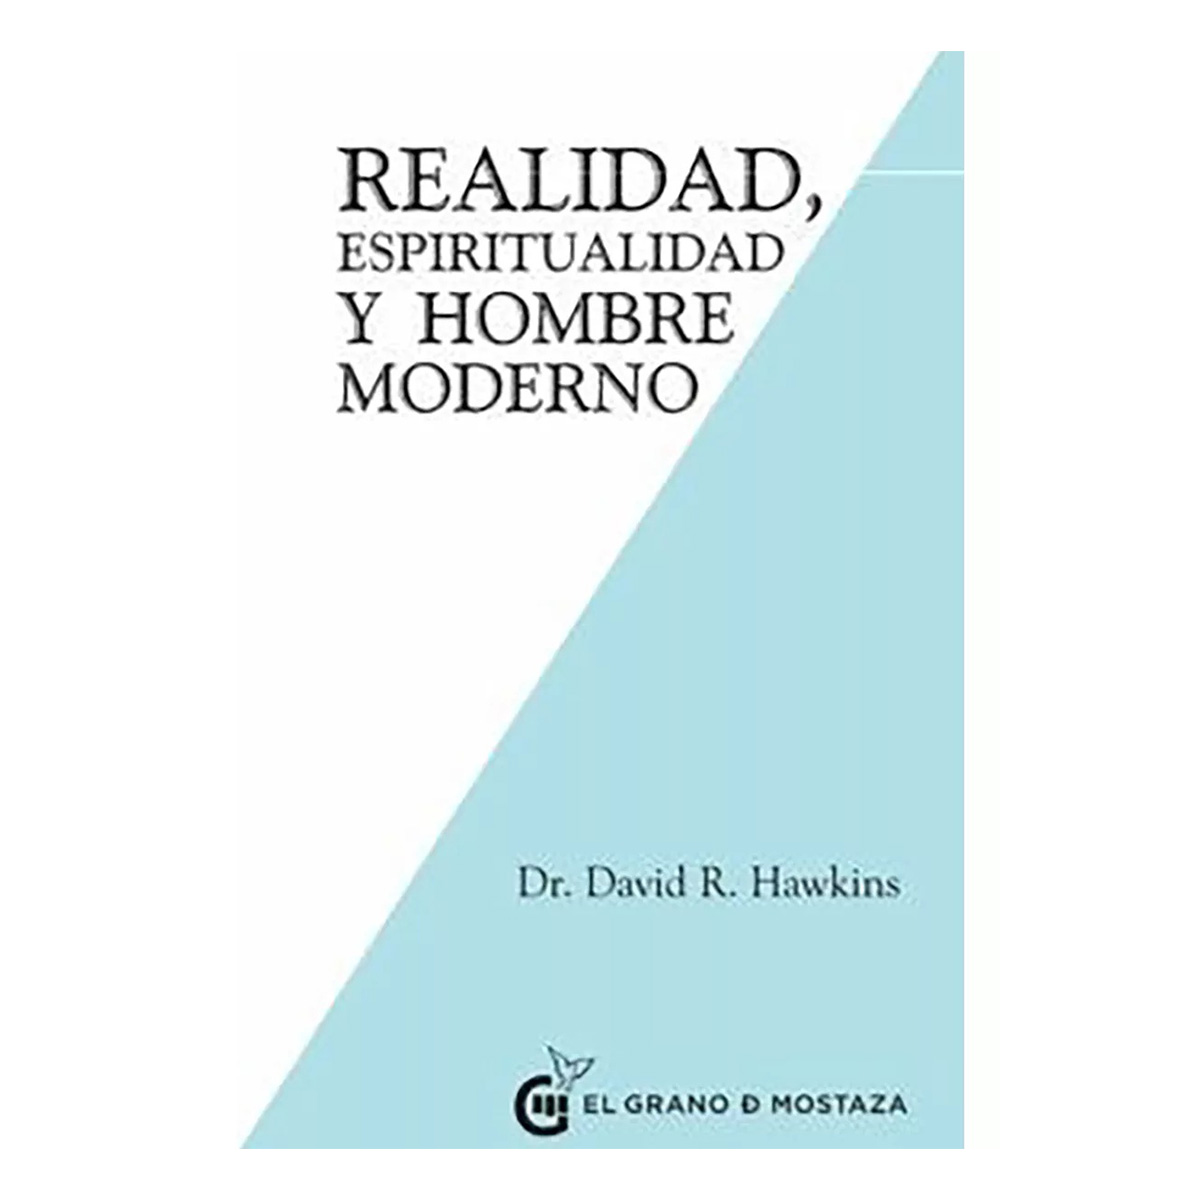 REALIDAD,
ESPIRITUALIDAD
Y HOMBRE
MODERNO
Dr. David R. Hawkins
EL GRANO Đ MOSTAZA